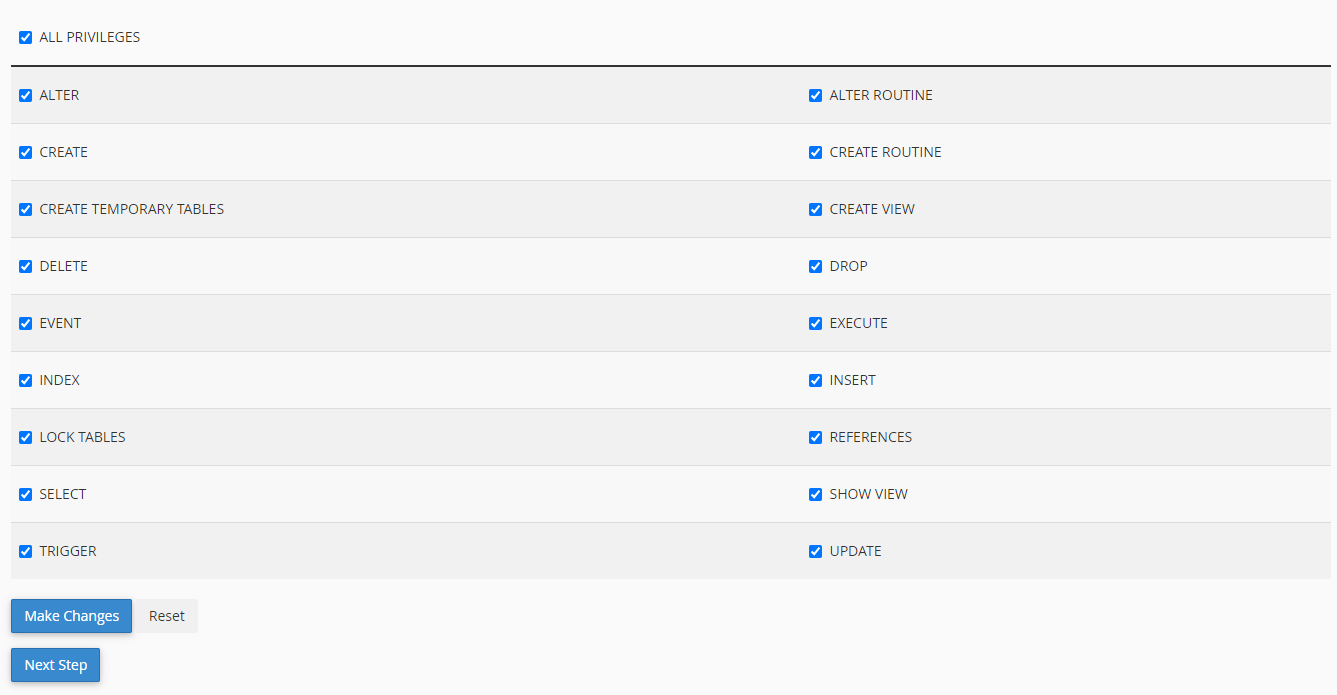 ALL PRIVILEGES
ALTER ALTER ROUTINE
CREATE CREATE ROUTINE
CREATE TEMPORARY TABLES CREATE VIEW
DELETE DROP
EVENT EXECUTE
INDEX INSERT
LOCK TABLES REFERENCES
SELECT SHOW VIEW
TRIGGER UPDATE
Make Changes Reset
Next Step